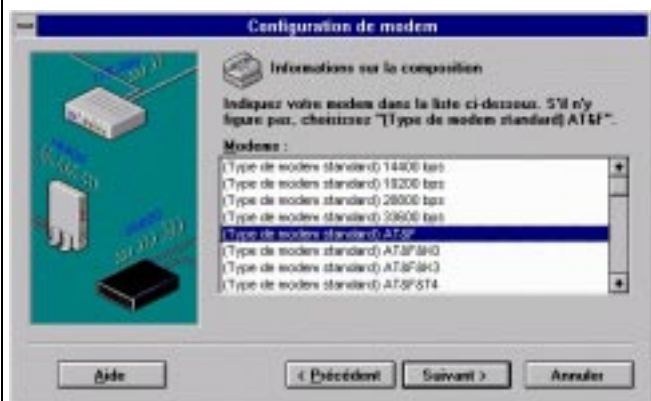 Configuration de modem
Informations sur la composition
Indiquez votre modem dans la liste ci-dessous. S'il n'y
figure pas, choisissez "(Type de modem standard) AT&F".
Modems :
(Type de modem standard) 14400 bps
(Type de modem standard) 19200 bps
(Type de modem standard) 28800 bps
(Type de modem standard) 33600 bps
(Type de modem standard) AT&F
(Type de modem standard) AT&F&H0
(Type de modem standard) AT&F&K3
(Type de modem standard) AT&F&T4
Aide
< Précédent
Suivant >
Annuler